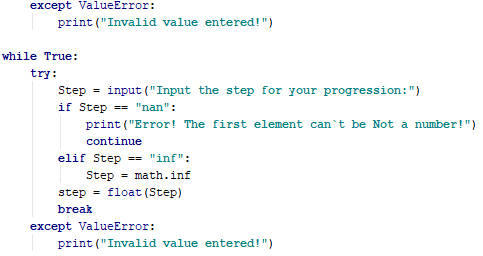 except ValueError:
print("Invalid value entered!")
while True:
try:
Step = input("Input the step for your progression:")
if Step == "nan":
print("Error! The first element can`t be Not a number!")
continue
elif Step == "inf":
Step = math.inf
step = float(Step)
break
except ValueError:
print("Invalid value entered!")